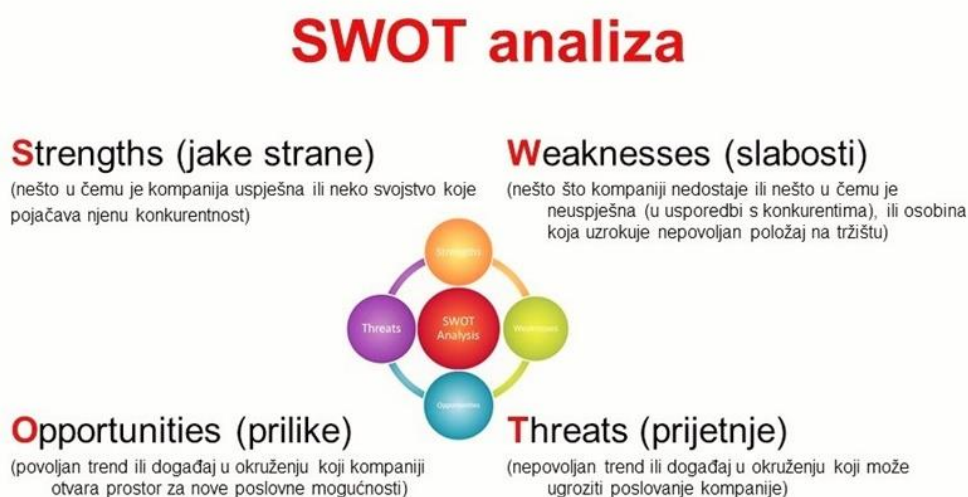 SWOT analiza
Strengths (jake strane)
(nešto u čemu je kompanija uspješna ili neko svojstvo koje
pojačava njenu konkurentnost)
Weaknesses (slabosti)
(nešto što kompaniji nedostaje ili nešto u čemu je
neuspješna (u usporedbi s konkurentima), ili osobina
koja uzrokuje nepovoljan položaj na tržištu)
Strengths
Threats
SWOT
Analysis
Weaknesses
Opportunities
Opportunities (prilike)
(povoljan trend ili događaj u okruženju koji kompaniji
otvara prostor za nove poslovne mogućnosti)
Threats (prijetnje)
(nepovoljan trend ili događaj u okruženju koji može
ugroziti poslovanje kompanije)